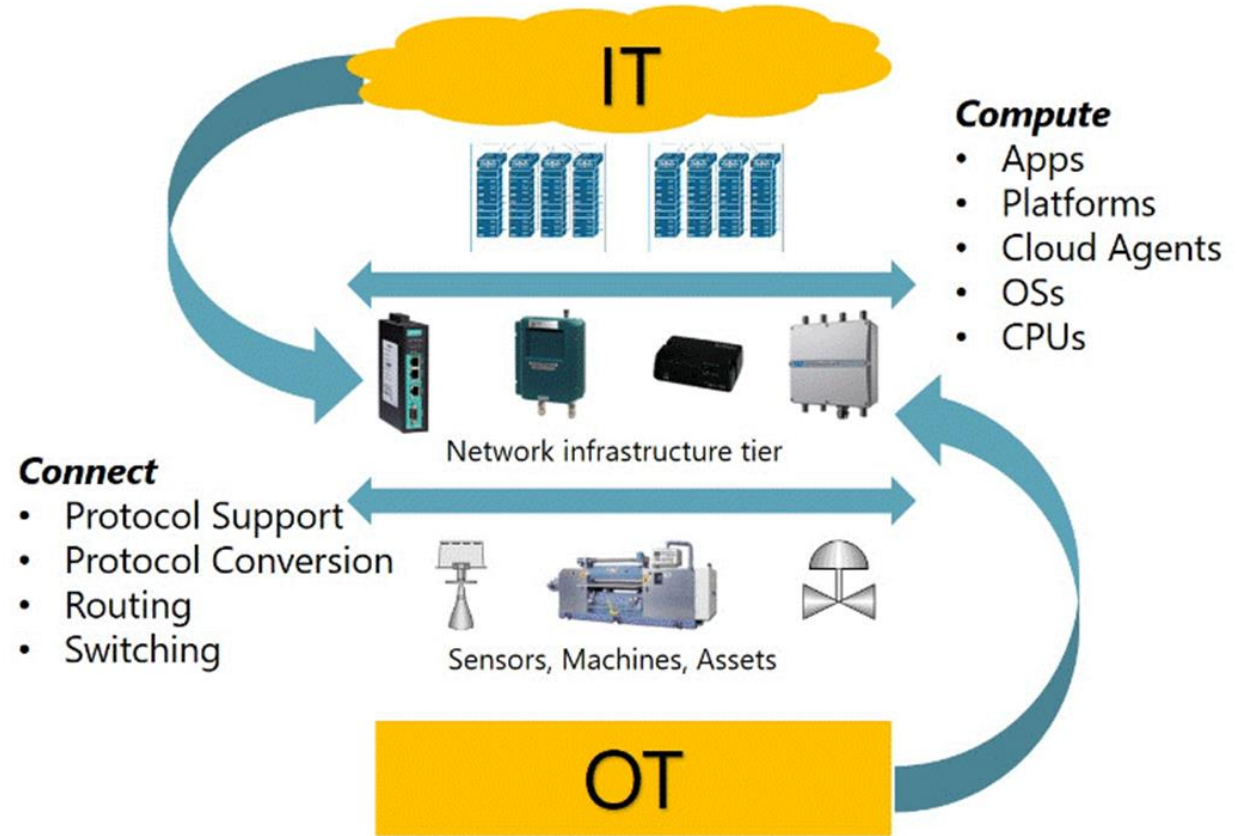 IT
Compute
• Apps
• Platforms
• Cloud Agents
• OSs
• CPUs
Network infrastructure tier
Connect
• Protocol Support
• Protocol Conversion
• Routing
• Switching
Sensors, Machines, Assets
OT